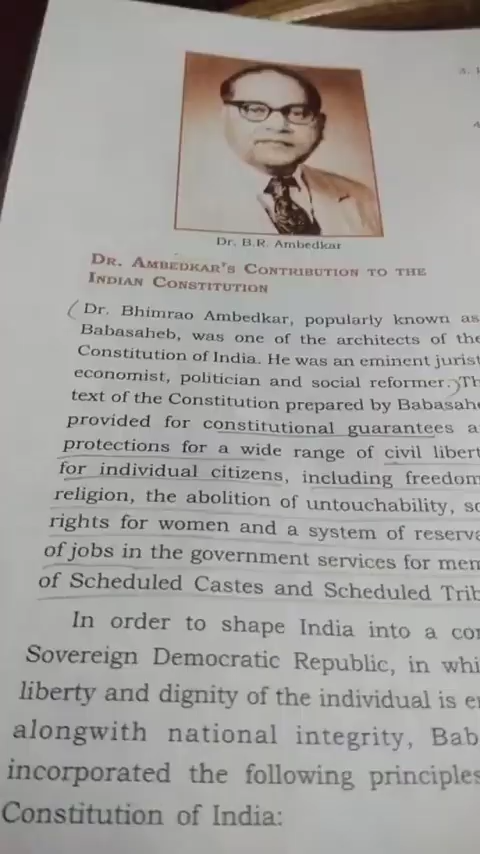 Dr. B.R. Ambedkar
DR. AMBEDKAR'S CONTRIBUTION TO THE
INDIAN CONSTITUTION
Dr. Bhimrao Ambedkar, popularly known as
Babasaheb, was one of the architects of the
Constitution of India. He was an eminent jurist
economist, politician and social reformer.
text of the Constitution prepared by
provided for constitutional guarantees
protections for a wide range of civil
for individual citizens, including freedom
religion, the abolition of untouchability,
rights for women and a system of
of jobs in the government services for
of Scheduled Castes and Scheduled
In order to shape India into a
Sovereign Democratic Republic, in
liberty and dignity of the individual is
alongwith national integrity,
incorporated the following principles
Constitution of India: